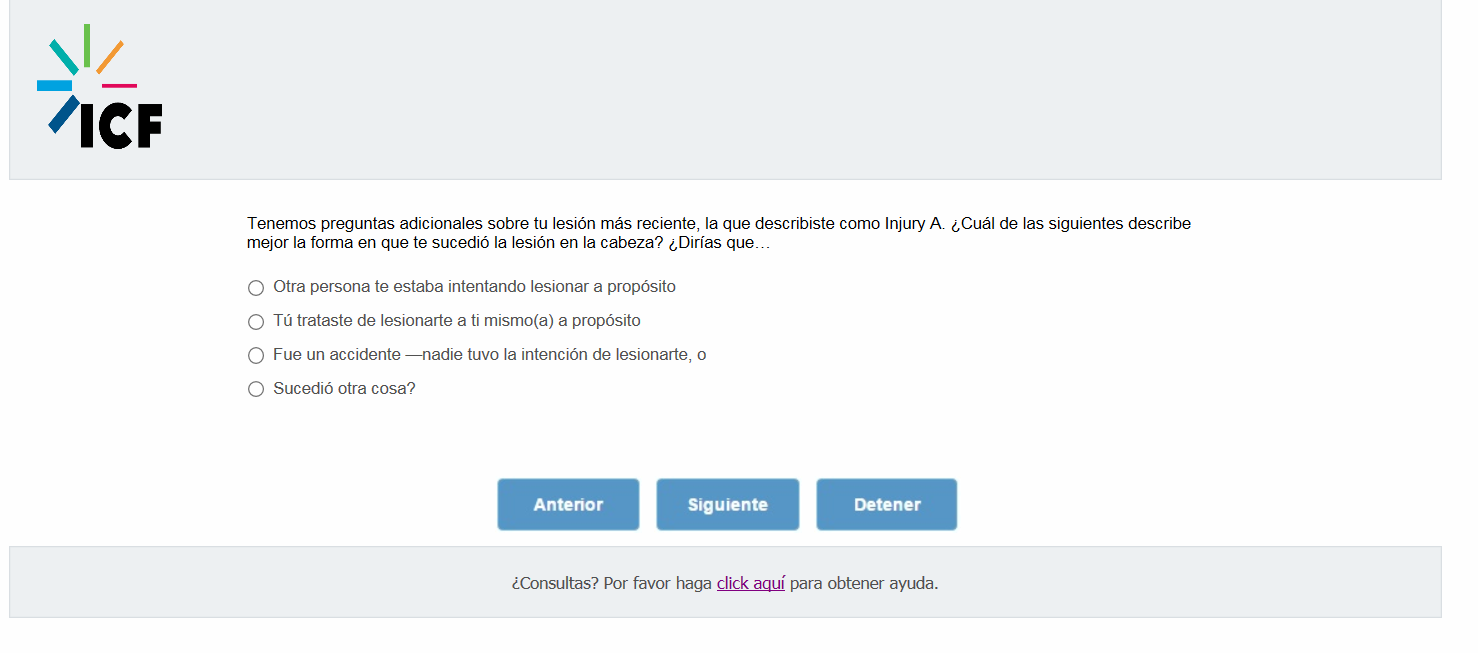 ICF
Tenemos preguntas adicionales sobre tu lesión más reciente, la que describiste como Injury A. ¿Cuál de las siguientes describe
mejor la forma en que te sucedió la lesión en la cabeza? ¿Dirías que…
Otra persona te estaba intentando lesionar a propósito
Tú trataste de lesionarte a ti mismo(a) a propósito
Fue un accidente —nadie tuvo la intención de lesionarte, o
Sucedió otra cosa?
Anterior Siguiente Detener
¿Consultas? Por favor haga click aquí para obtener ayuda.